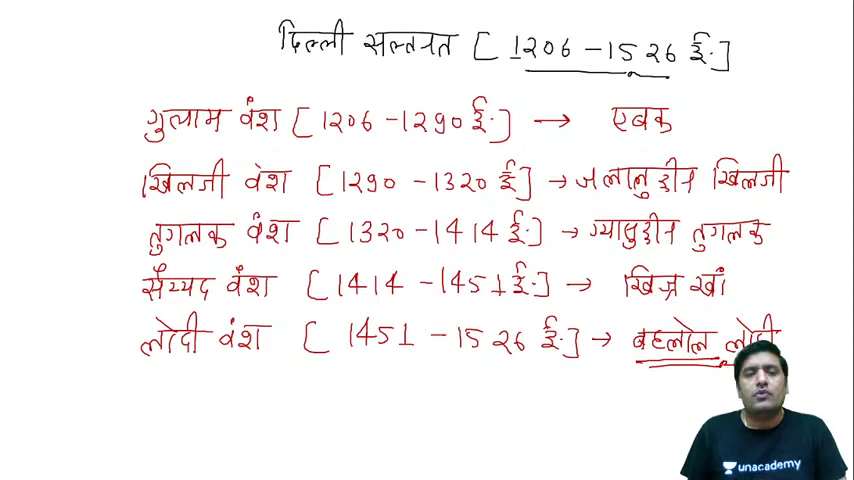 दिल्ली सल्तनत [ 1206 – 1526 ई. ]
गुलाम वंश [ 1206 – 1290 ई. ] → एबक
खिलजी वंश [ 1290 – 1320 ई ] → जलालुद्दीन खिलजी
तुगलक वंश [ 1320 – 1414 ई. ] → ग्यासुद्दीन तुगलक
सैय्यद वंश [ 1414 – 1451 ई. ] → खिज्र खाँ
लोदी वंश [ 1451 – 1526 ई. ] → बहलोल लोदी
unacademy